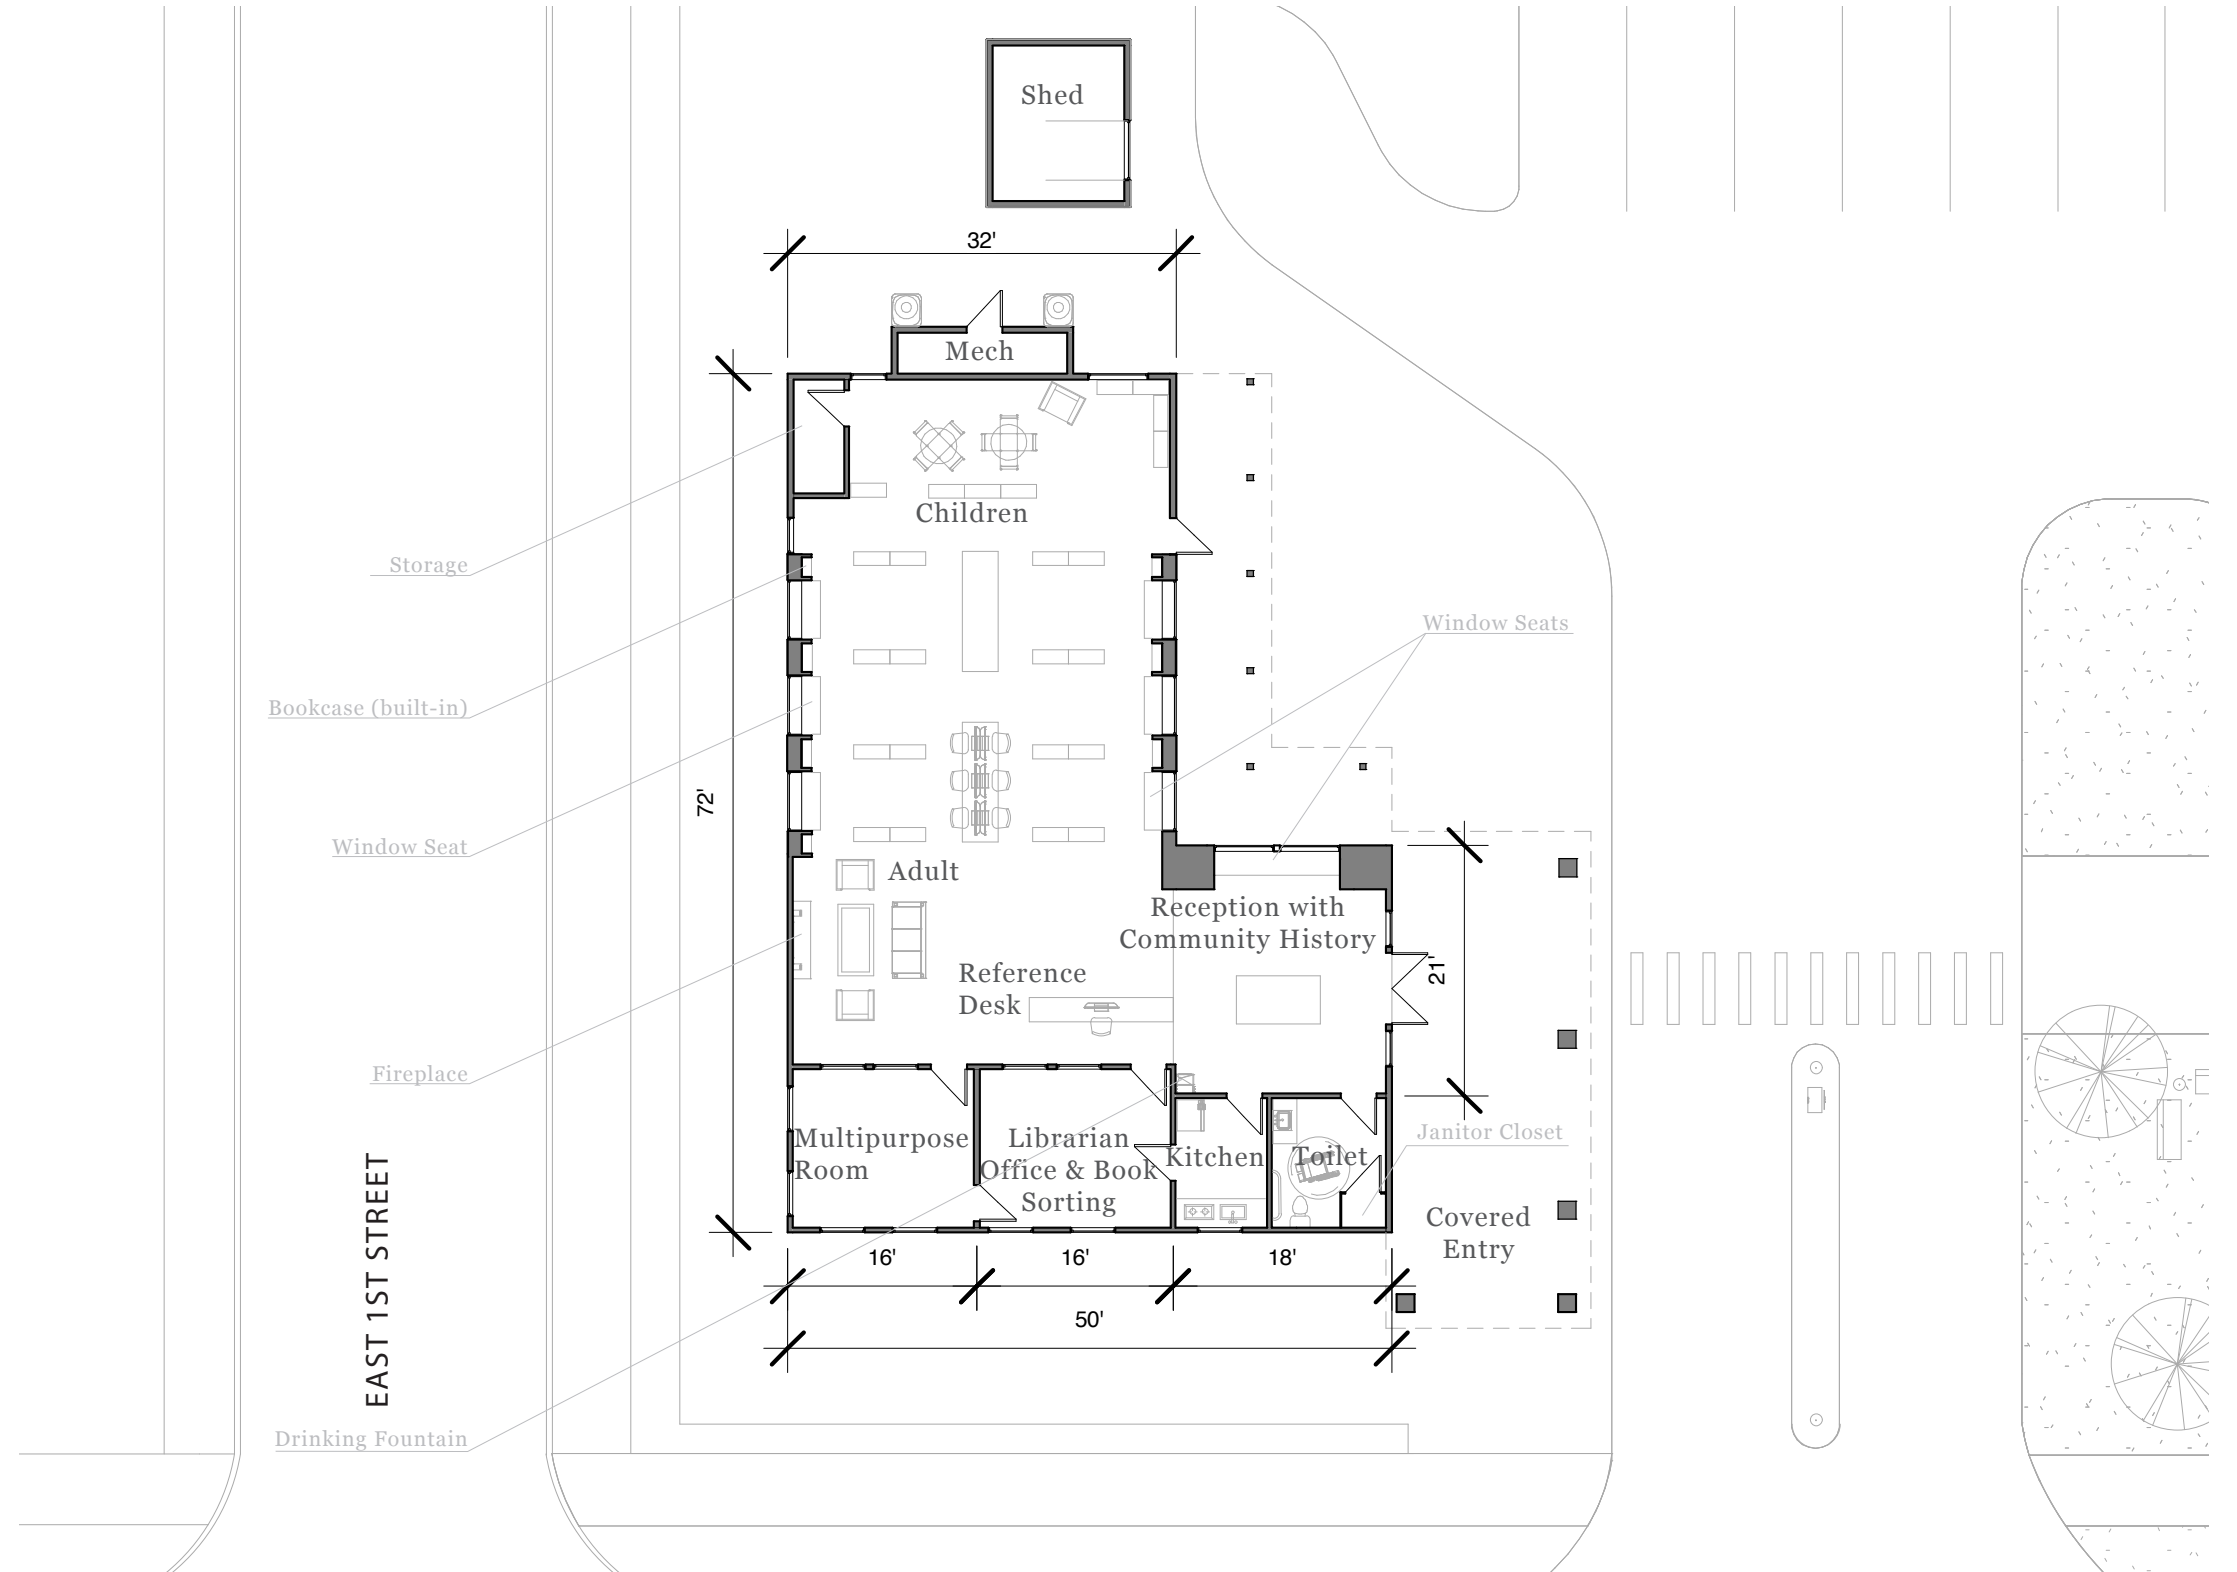 Shed
32'
Mech
Children
Storage
Window Seats
Bookcase (built-in)
72'
Window Seat
Adult
Reception with
Community History
Reference
Desk
21'
Fireplace
Multipurpose
Room
Librarian
Office & Book
Sorting
Kitchen
Toilet
Janitor Closet
Covered
Entry
EAST 1ST STREET
16'
16'
18'
50'
Drinking Fountain